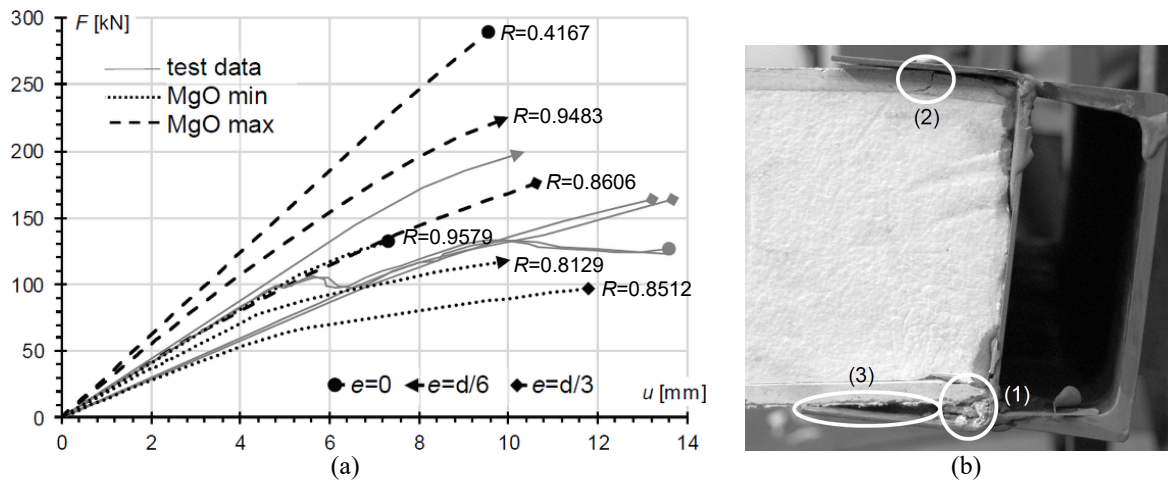 F [kN]
300
250
200
150
100
50
0
test data
MgO min
MgO max
R=0.4167
R=0.9483
R=0.8606
R=0.9579
R=0.8129
R=0.8512
e=0 e=d/6 e=d/3
u [mm]
0 2 4 6 8 10 12 14
(a)
(2)
(3)
(1)
(b)